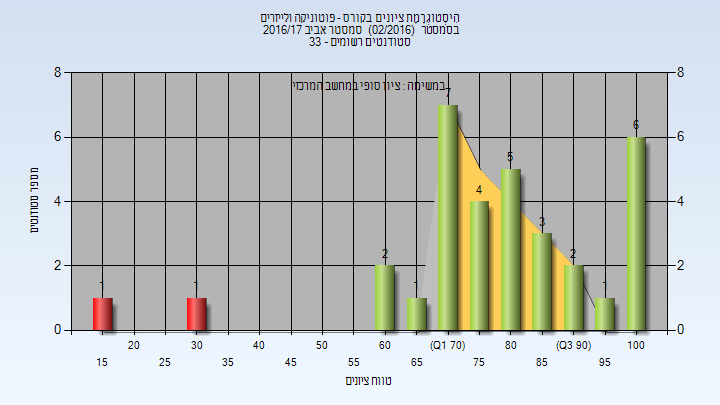 היסטוגרמת ציונים בקורס - פוטוניקה ולייזרים
בסמסטר (02/2016) סמסטר אביב 2016/17
סטודנטים רשומים - 33
במשימה : ציון סופי במחשב המרכזי
8 8
6 6
4 4
2 2
0 0
1 1 2 1 7 4 5 3 2 1 6
מספר סטודנטים
20 30 40 50 60 (Q1 70) 80 (Q3 90) 100
15 25 35 45 55 65 75 85 95
טווח ציונים